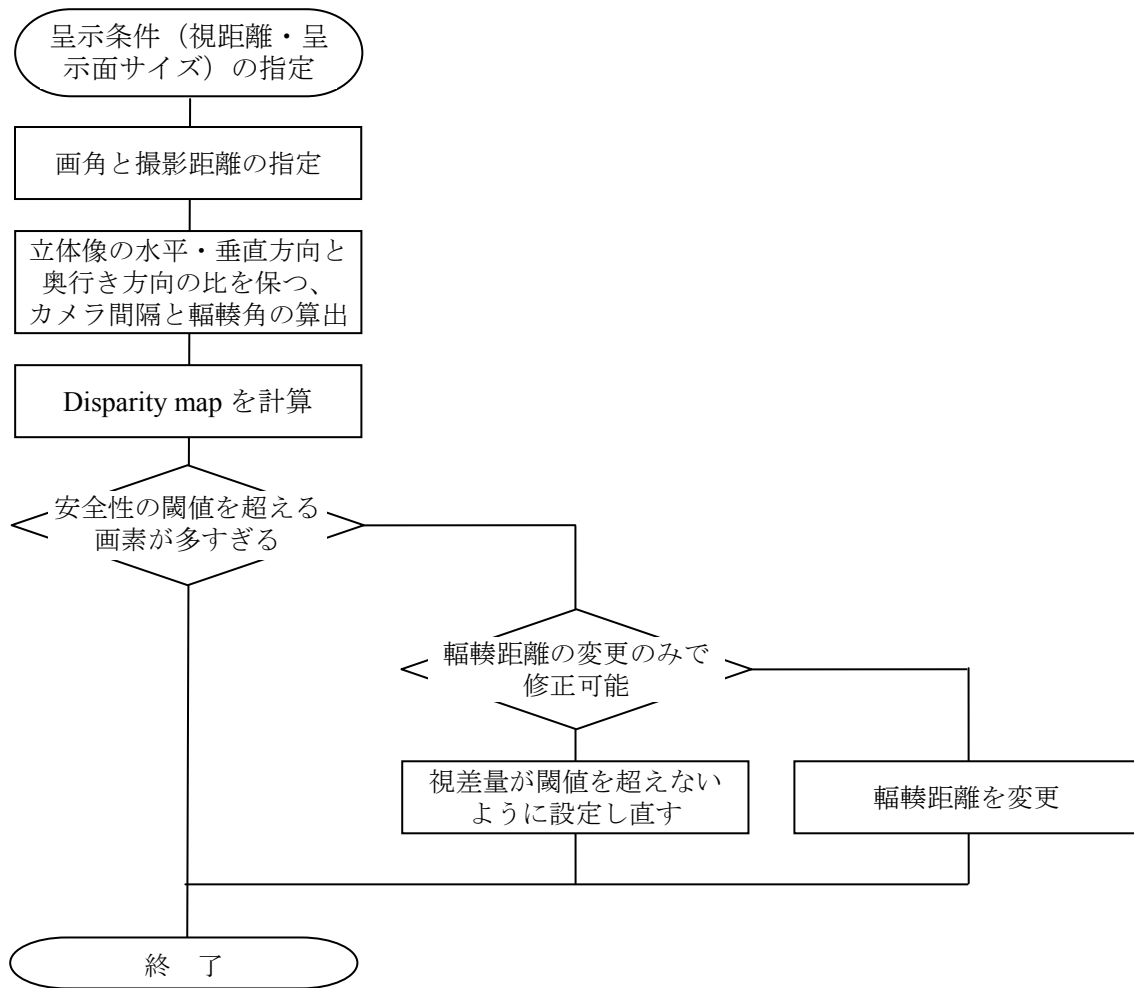 呈示条件（視距離・呈
示面サイズ）の指定
画角と撮影距離の指定
立体像の水平・垂直方向と
奥行き方向の比を保つ、
カメラ間隔と輻輳角の算出
Disparity map を計算
安全性の閾値を超える
画素が多すぎる
輻輳距離の変更のみで
修正可能
視差量が閾値を超えない
ように設定し直す
輻輳距離を変更
終　了